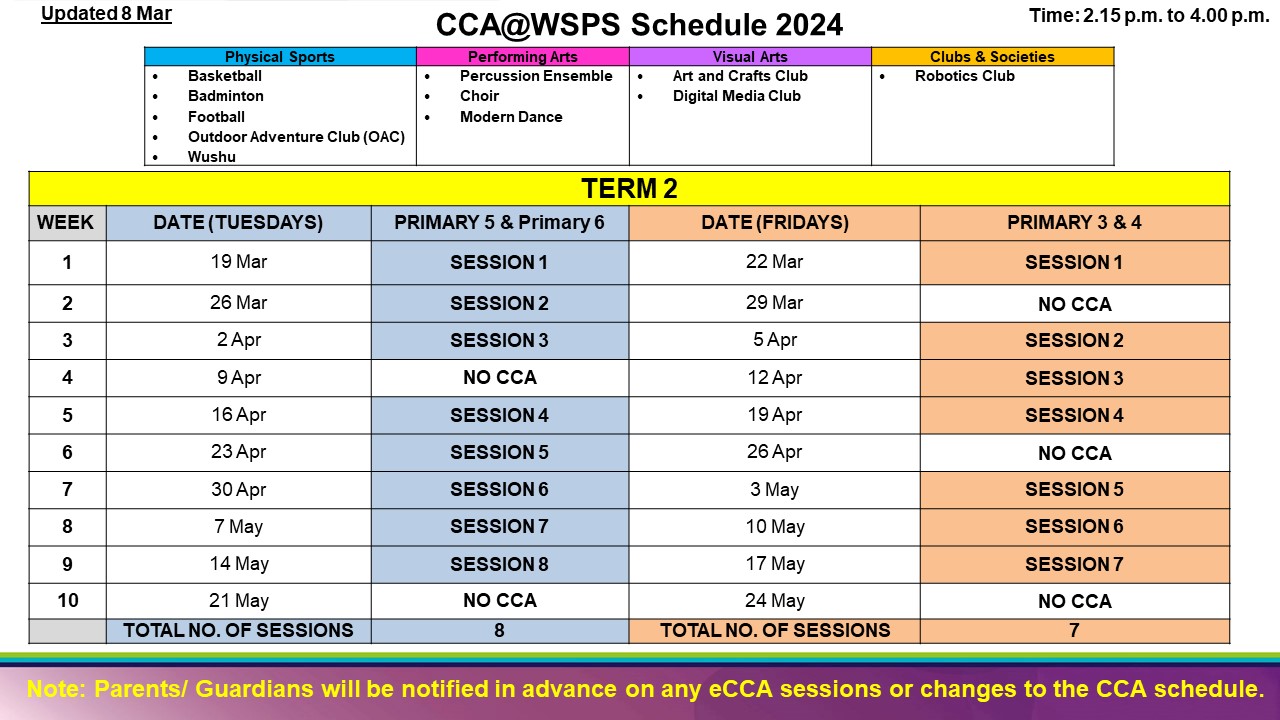 Updated 8 Mar
CCA@WSPS Schedule 2024
Time: 2.15 p.m. to 4.00 p.m.
Physical Sports
• Basketball
• Badminton
• Football
• Outdoor Adventure Club (OAC)
• Wushu
Performing Arts
• Percussion Ensemble
• Choir
• Modern Dance
Visual Arts
• Art and Crafts Club
• Digital Media Club
Clubs & Societies
• Robotics Club
TERM 2
WEEK DATE (TUESDAYS) PRIMARY 5 & Primary 6 DATE (FRIDAYS) PRIMARY 3 & 4
1 19 Mar SESSION 1 22 Mar SESSION 1
2 26 Mar SESSION 2 29 Mar NO CCA
3 2 Apr SESSION 3 5 Apr SESSION 2
4 9 Apr NO CCA 12 Apr SESSION 3
5 16 Apr SESSION 4 19 Apr SESSION 4
6 23 Apr SESSION 5 26 Apr NO CCA
7 30 Apr SESSION 6 3 May SESSION 5
8 7 May SESSION 7 10 May SESSION 6
9 14 May SESSION 8 17 May SESSION 7
10 21 May NO CCA 24 May NO CCA
TOTAL NO. OF SESSIONS 8 TOTAL NO. OF SESSIONS 7
Note: Parents/ Guardians will be notified in advance on any eCCA sessions or changes to the CCA schedule.